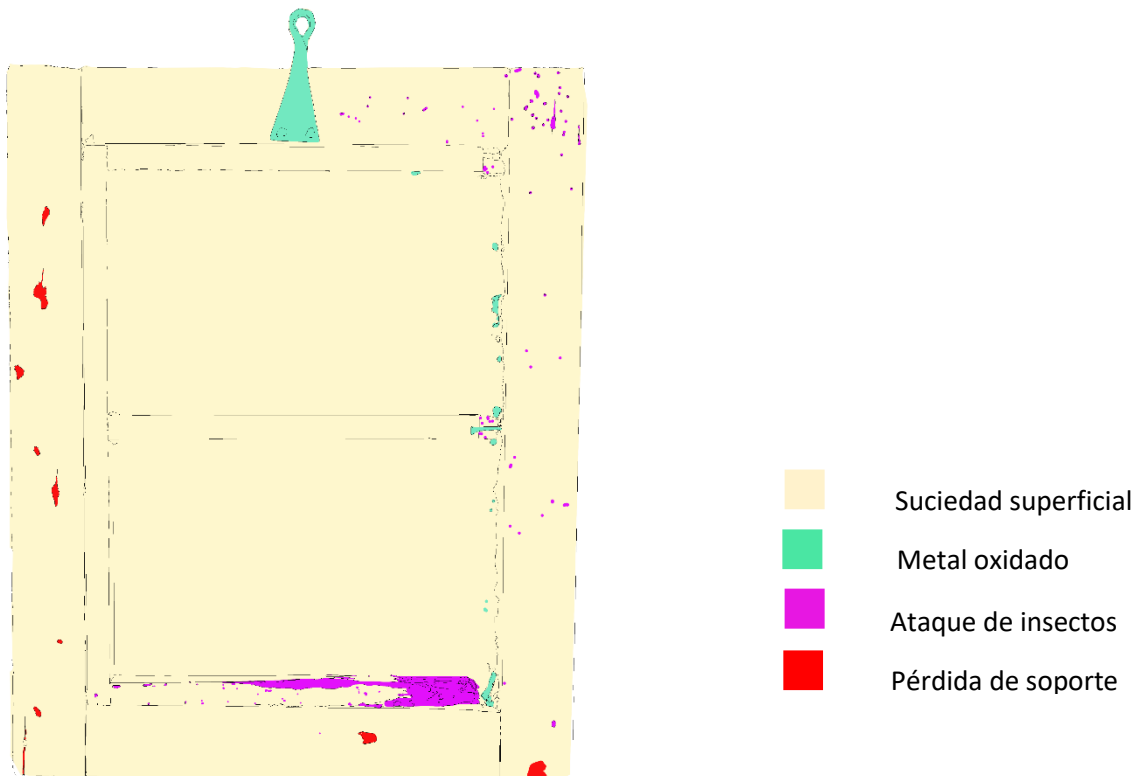 Suciedad superficial
Metal oxidado
Ataque de insectos
Pérdida de soporte